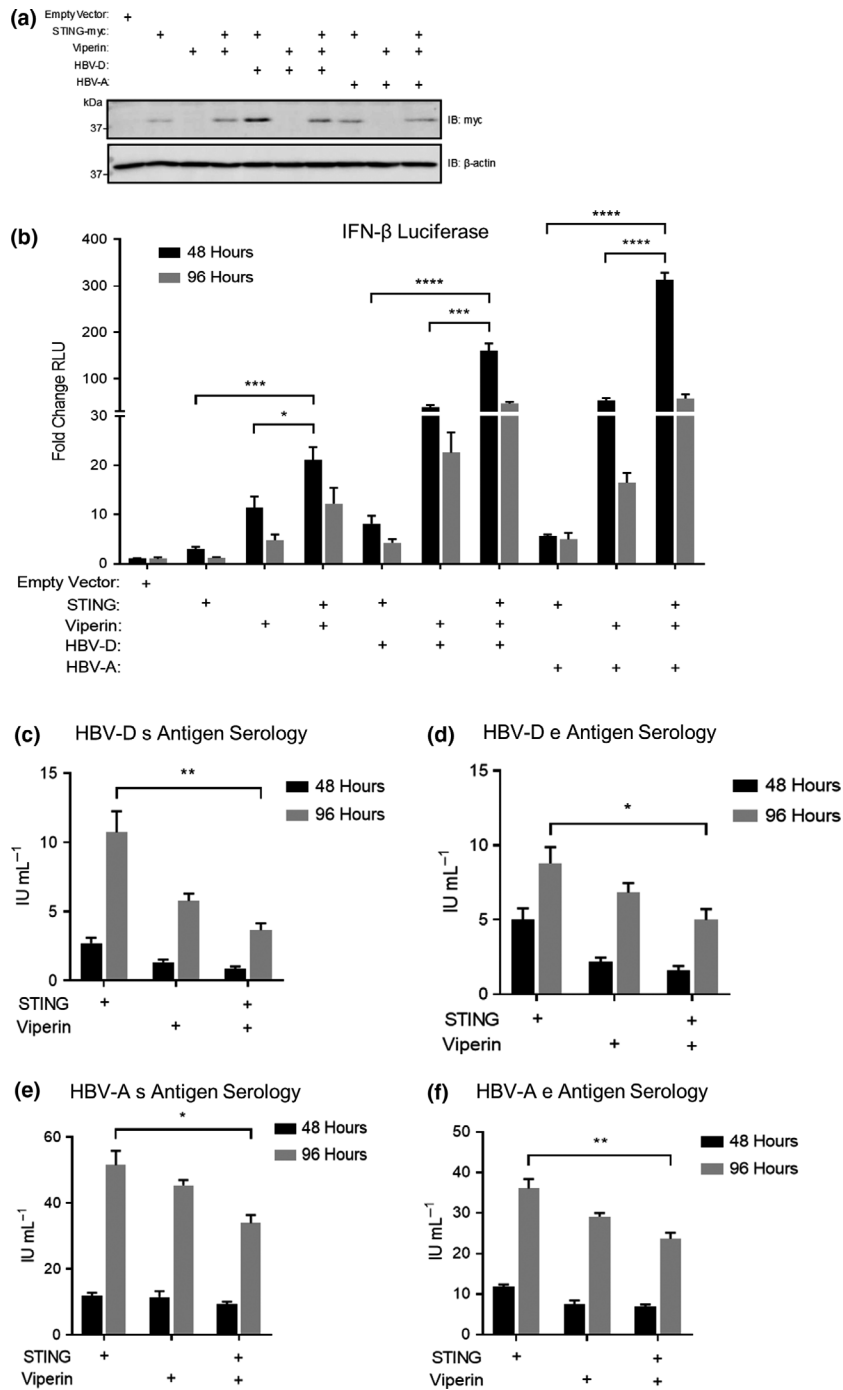 (a)
Empty Vector: +
STING-myc: + + + + + +
Viperin: + + + + + +
HBV-D: + + +
HBV-A: + + +
kDa
37- IB: myc
37- IB: β-actin
(b)
IFN-β Luciferase
48 Hours
96 Hours
Fold Change RLU
400
300
200
100
30
20
10
0
***
*
****
***
****
****
Empty Vector: +
STING: + + + + + +
Viperin: + + + + + +
HBV-D: + + +
HBV-A: + + +
(c) HBV-D s Antigen Serology
48 Hours
96 Hours
**
IU mL−1
15
10
5
0
STING + +
Viperin + +
(d) HBV-D e Antigen Serology
48 Hours
96 Hours
*
IU mL−1
15
10
5
0
STING + +
Viperin + +
(e) HBV-A s Antigen Serology
48 Hours
96 Hours
*
IU mL−1
60
40
20
0
STING + +
Viperin + +
(f) HBV-A e Antigen Serology
48 Hours
96 Hours
**
IU mL−1
50
40
30
20
10
0
STING + +
Viperin + +